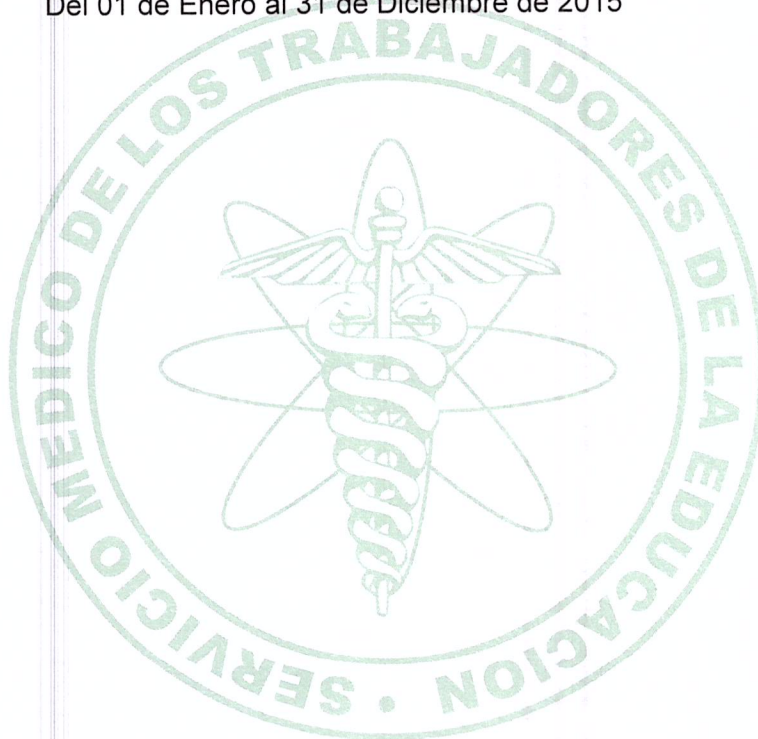 Del 01 de Enero al 31 de Diciembre de 2015
SERVICIO MEDICO DE LOS TRABAJADORES DE LA EDUCACION •